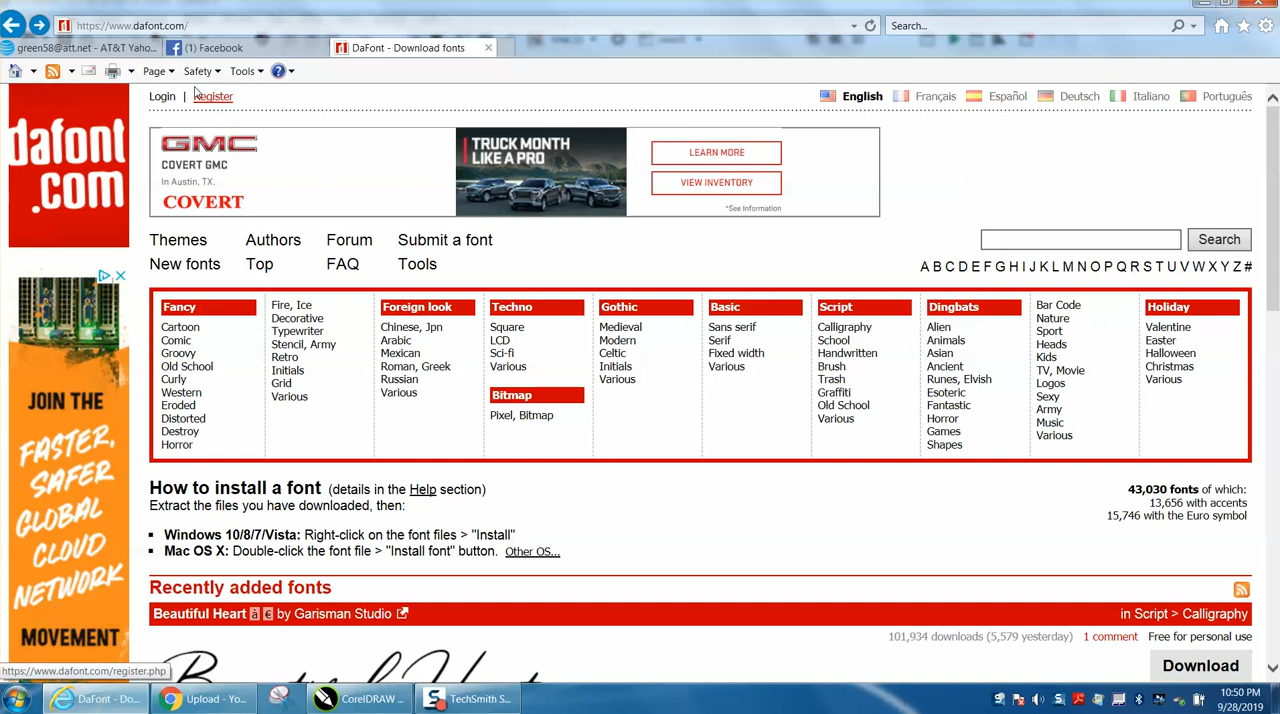 https://www.dafont.com/
Search...
green58@att.net - AT&T Yaho...
(1) Facebook
DaFont - Download fonts
Page
Safety
Tools
Login | Register
English
Français
Español
Deutsch
Italiano
Português
dafont
.com
GMC
COVERT GMC
In Austin, TX.
COVERT
TRUCK MONTH
LIKE A PRO
LEARN MORE
VIEW INVENTORY
*See Information
Themes
Authors
Forum
Submit a font
New fonts
Top
FAQ
Tools
Search
A B C D E F G H I J K L M N O P Q R S T U V W X Y Z #
Fancy
Cartoon
Comic
Groovy
Old School
Curly
Western
Eroded
Distorted
Destroy
Horror
Fire, Ice
Decorative
Typewriter
Stencil, Army
Retro
Initials
Grid
Various
Foreign look
Chinese, Jpn
Arabic
Mexican
Roman, Greek
Russian
Various
Techno
Square
LCD
Sci-fi
Various
Bitmap
Pixel, Bitmap
Gothic
Medieval
Modern
Celtic
Initials
Various
Basic
Sans serif
Serif
Fixed width
Various
Script
Calligraphy
School
Handwritten
Brush
Trash
Graffiti
Old School
Various
Dingbats
Alien
Animals
Asian
Ancient
Runes, Elvish
Esoteric
Fantastic
Horror
Games
Shapes
Bar Code
Nature
Sport
Heads
Kids
TV, Movie
Logos
Sexy
Army
Music
Various
Holiday
Valentine
Easter
Halloween
Christmas
Various
JOIN THE
FASTER,
SAFER
GLOBAL
CLOUD
NETWORK
MOVEMENT
How to install a font (details in the Help section)
Extract the files you have downloaded, then:
Windows 10/8/7/Vista: Right-click on the font files > "Install"
Mac OS X: Double-click the font file > "Install font" button. Other OS...
43,030 fonts of which:
13,656 with accents
15,746 with the Euro symbol
Recently added fonts
Beautiful Heart à € by Garisman Studio
in Script > Calligraphy
101,934 downloads (5,579 yesterday)
1 comment
Free for personal use
Download
https://www.dafont.com/register.php
DaFont - Do...
Upload - Yo...
CorelDRAW ...
TechSmith S...
10:50 PM
9/28/2019